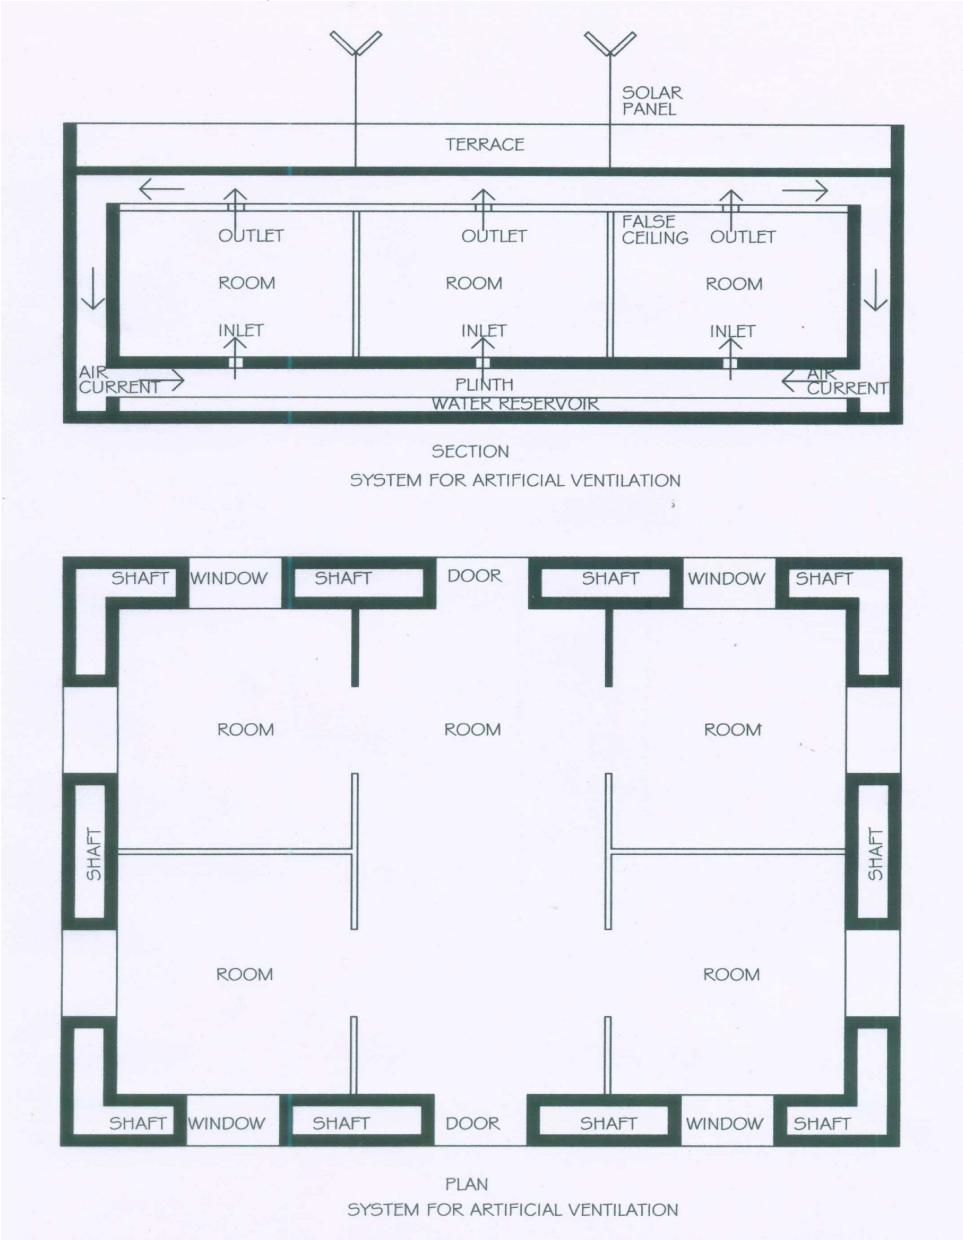 SOLAR
PANEL
TERRACE
OUTLET
OUTLET
FALSE
CEILING
OUTLET
ROOM
ROOM
ROOM
INLET
INLET
INLET
AIR
CURRENT
PLINTH
AIR
CURRENT
WATER RESERVOIR
SECTION
SYSTEM FOR ARTIFICIAL VENTILATION
SHAFT
WINDOW
SHAFT
DOOR
SHAFT
WINDOW
SHAFT
ROOM
ROOM
ROOM
SHAFT
SHAFT
ROOM
ROOM
SHAFT
WINDOW
SHAFT
DOOR
SHAFT
WINDOW
SHAFT
PLAN
SYSTEM FOR ARTIFICIAL VENTILATION